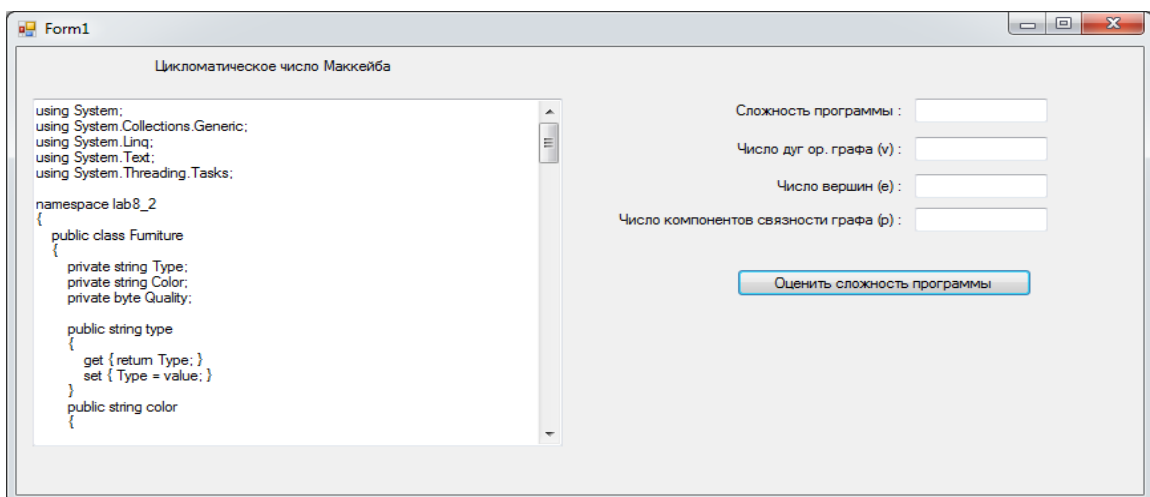 Form1
Цикломатическое число Маккейба
using System;
using System.Collections.Generic;
using System.Linq;
using System.Text;
using System.Threading.Tasks;
namespace lab8_2
{
public class Furniture
{
private string Type;
private string Color;
private byte Quality;
public string type
{
get { return Type; }
set { Type = value; }
}
public string color
{
Сложность программы :
Число дуг ор. графа (v) :
Число вершин (e) :
Число компонентов связности графа (p) :
Оценить сложность программы